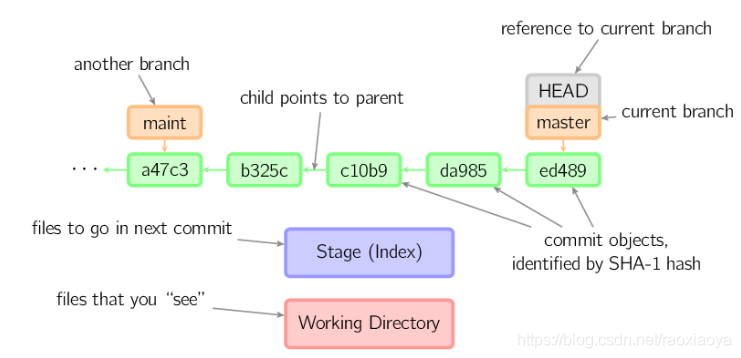 reference to current branch
another branch
HEAD
child points to parent
maint
master
current branch
· · ·
a47c3
b325c
c10b9
da985
ed489
files to go in next commit
Stage (Index)
commit objects,
identified by SHA-1 hash
files that you “see”
Working Directory
https://blog.csdn.net/raoxiaoya